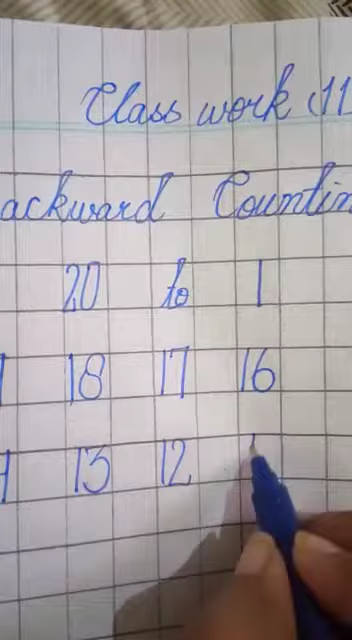 Class work (11
ackward Countin
20 to 1
18 17 16
13 12